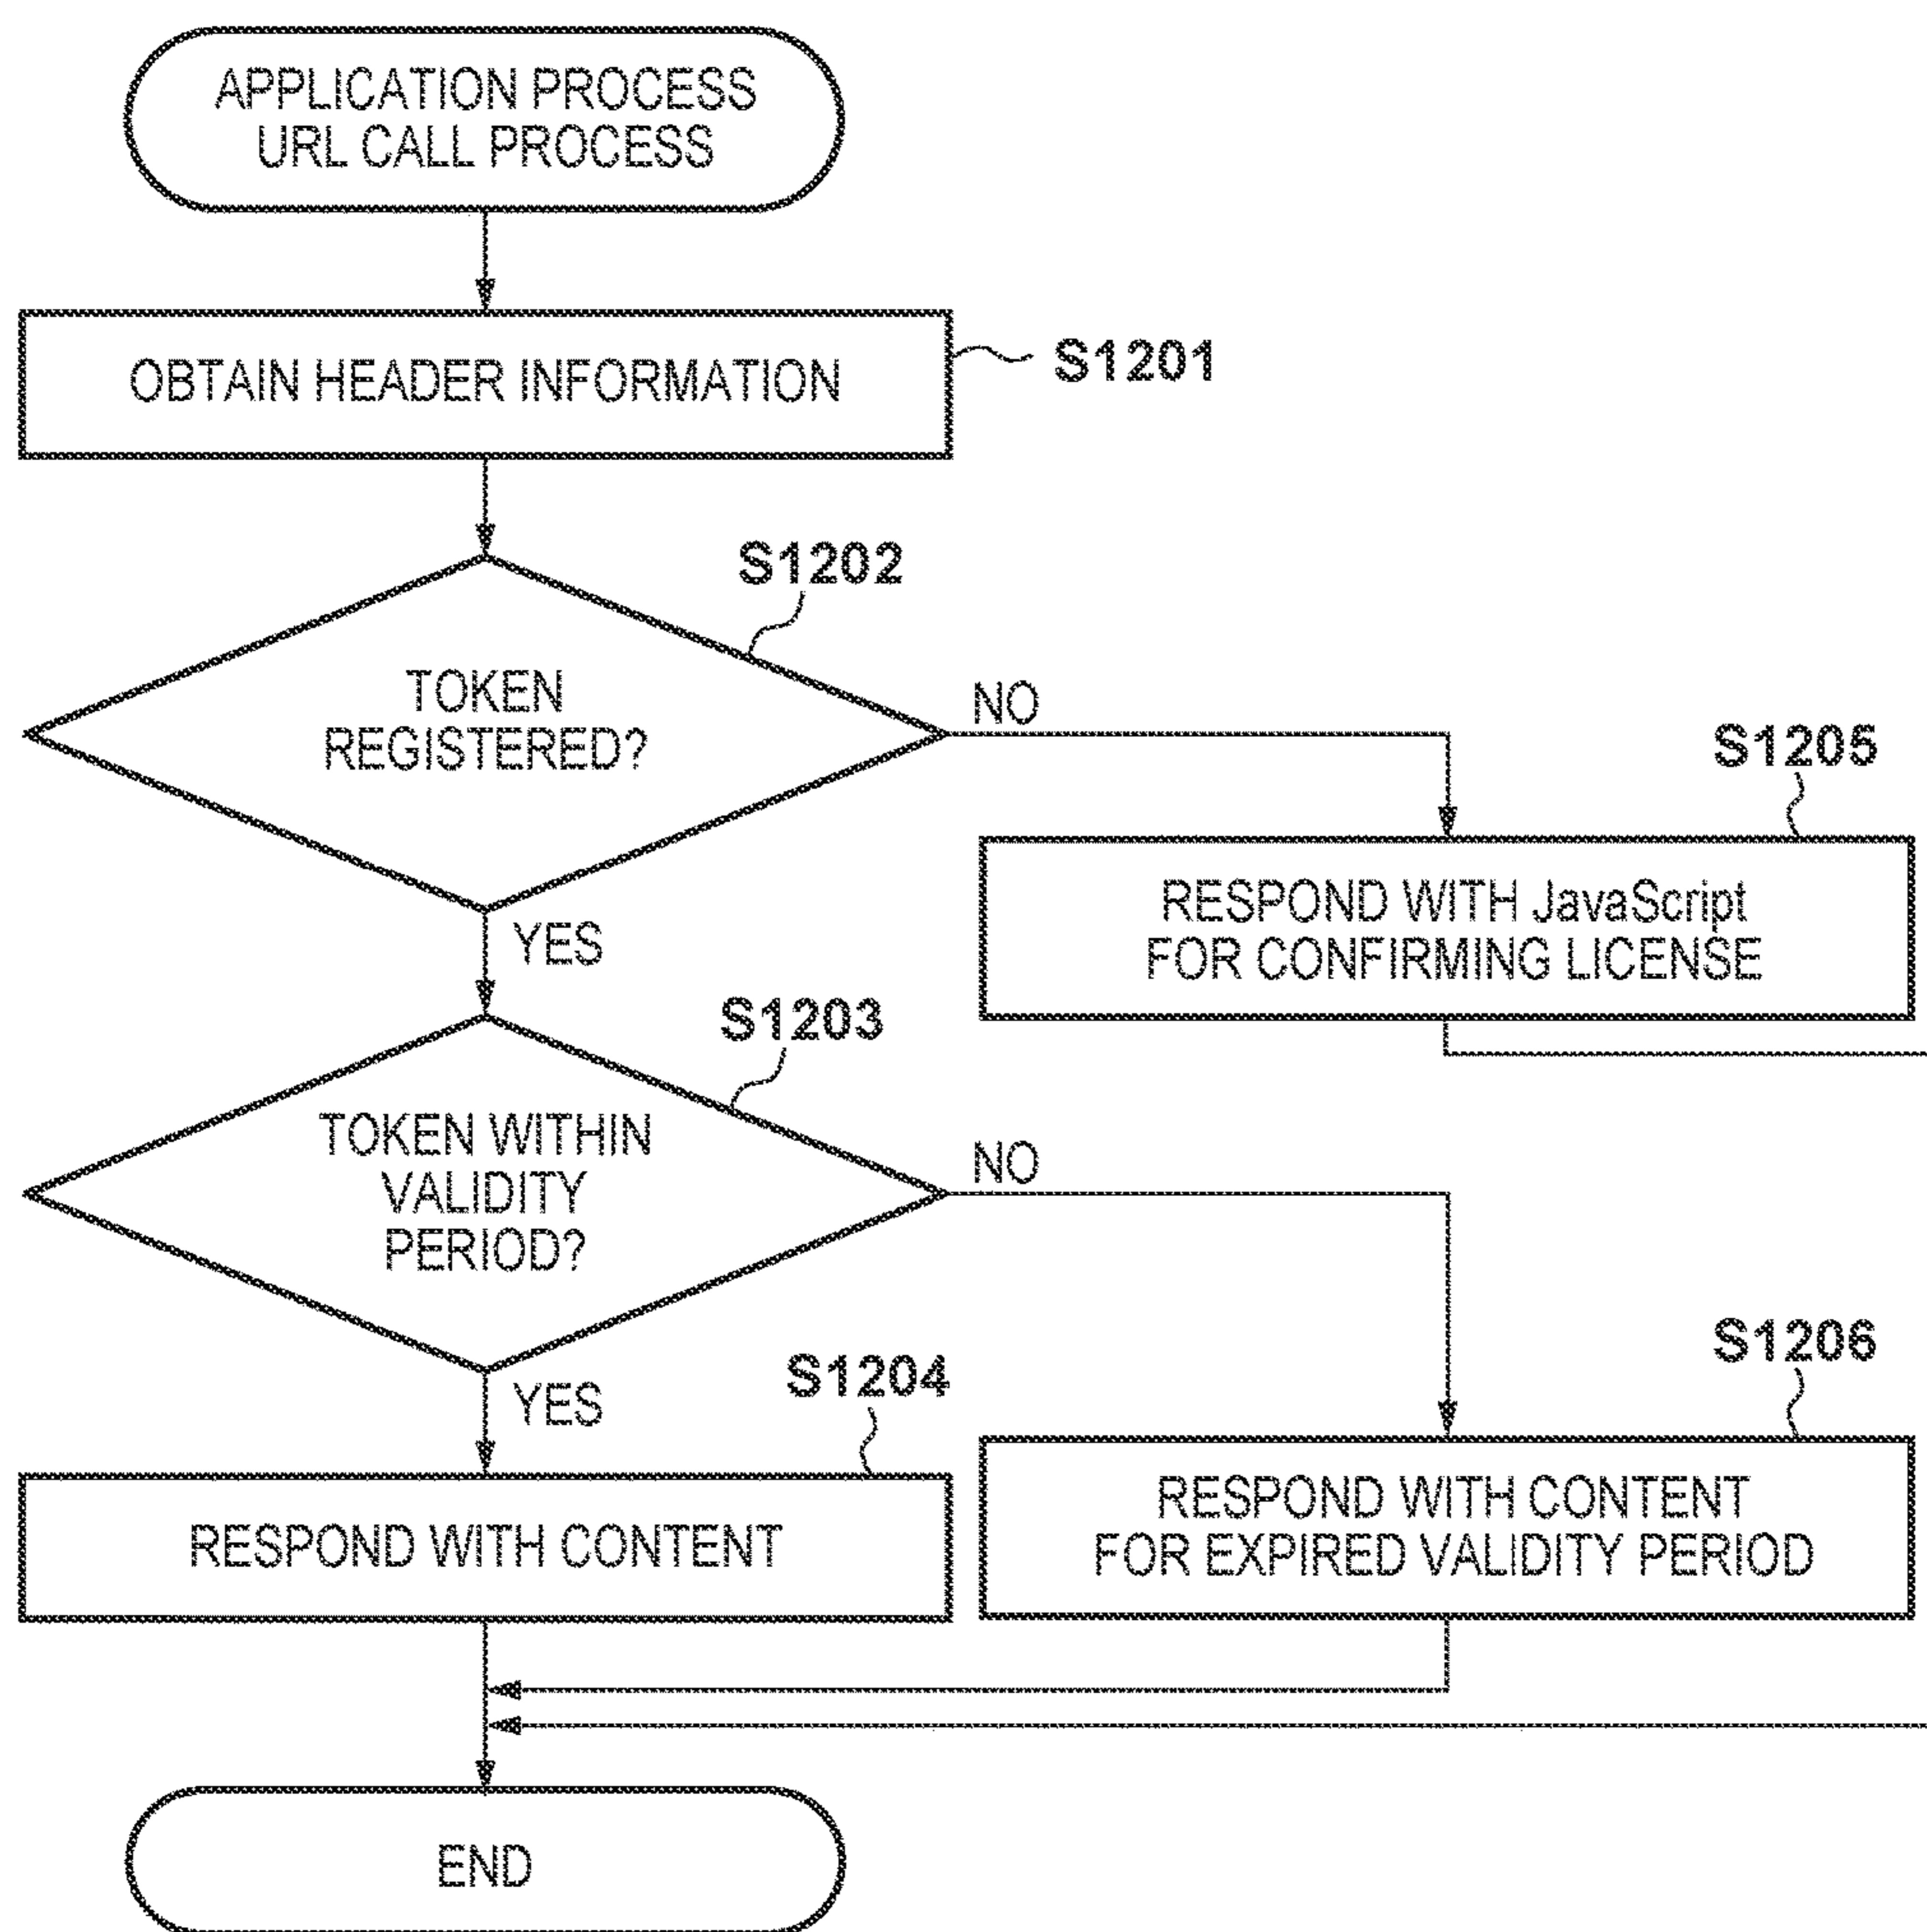 APPLICATION PROCESS
URL CALL PROCESS
OBTAIN HEADER INFORMATION
S1201
S1202
TOKEN
REGISTERED?
NO
YES
S1205
RESPOND WITH JavaScript
FOR CONFIRMING LICENSE
S1203
TOKEN WITHIN
VALIDITY
PERIOD?
NO
YES
S1204
RESPOND WITH CONTENT
S1206
RESPOND WITH CONTENT
FOR EXPIRED VALIDITY PERIOD
END